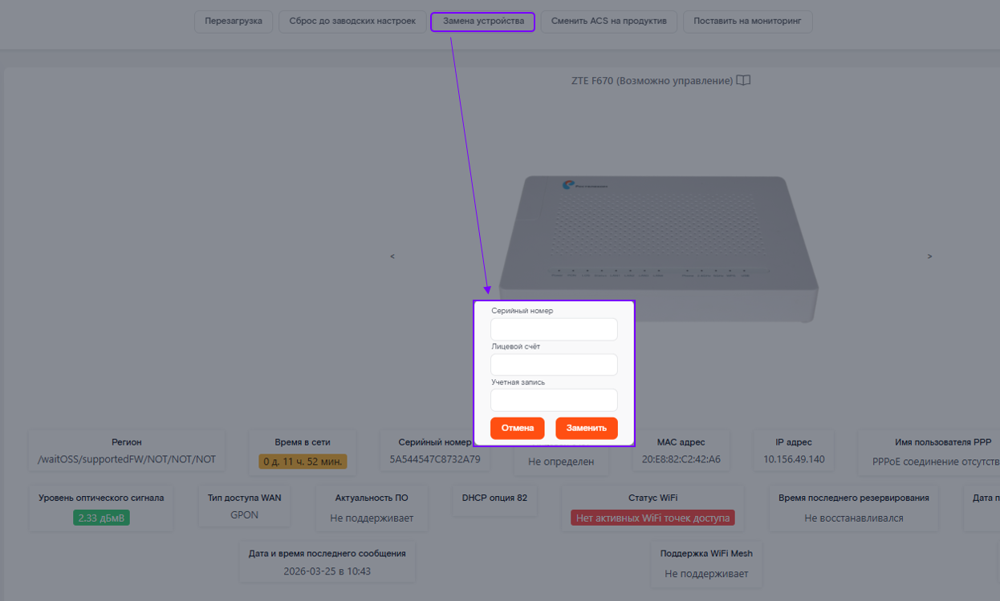 Перезагрузка
Сброс до заводских настроек
Замена устройства
Сменить ACS на продуктив
Поставить на мониторинг
ZTE F670 (Возможно управление)
<
>
Серийный номер
Лицевой счёт
Учетная запись
Отмена
Заменить
Регион
/waitOSS/supportedFW/NOT/NOT/NOT
Время в сети
0 д. 11 ч. 52 мин.
Серийный номер
5A544547C8732A79
Не определен
MAC адрес
20:E8:82:C2:42:A6
IP адрес
10.156.49.140
Имя пользователя PPP
PPPoE соединение отсутств
Уровень оптического сигнала
2.33 дБмВ
Тип доступа WAN
GPON
Актуальность ПО
Не поддерживает
DHCP опция 82
Статус WiFi
Нет активных WiFi точек доступа
Время последнего резервирования
Не восстанавливался
Дата п
Дата и время последнего сообщения
2026-03-25 в 10:43
Поддержка WiFi Mesh
Не поддерживает